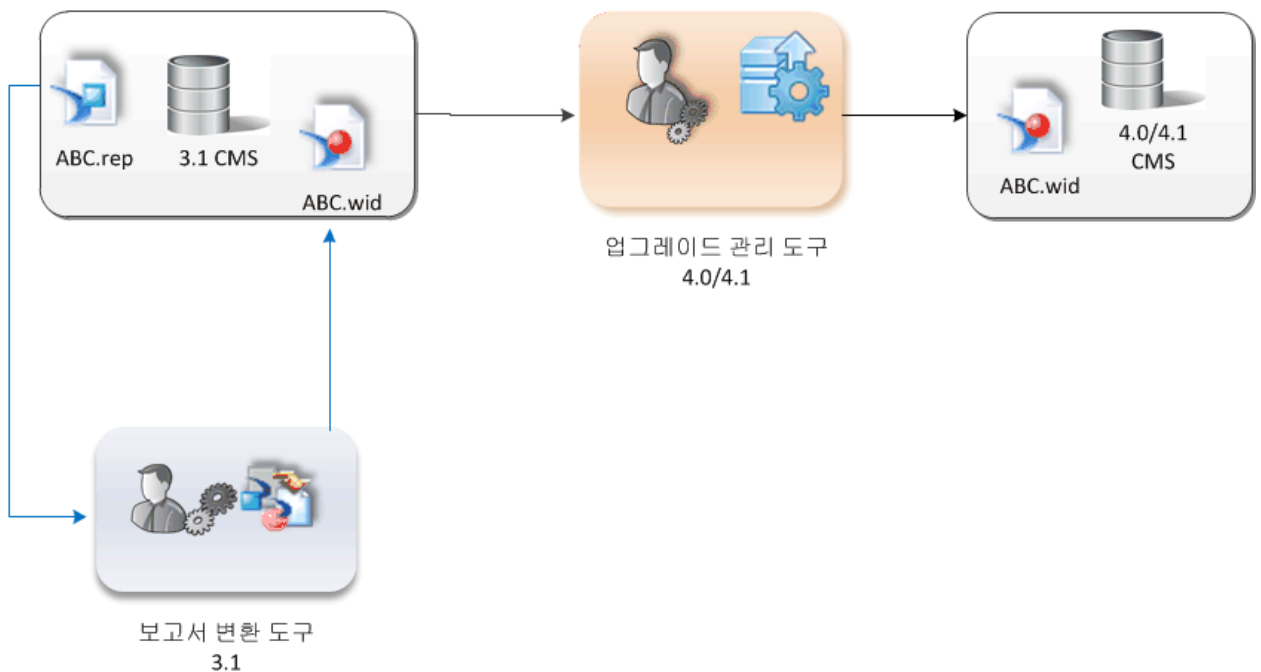 ABC.rep
3.1 CMS
ABC.wid
업그레이드 관리 도구
4.0/4.1
ABC.wid
4.0/4.1
CMS
보고서 변환 도구
3.1